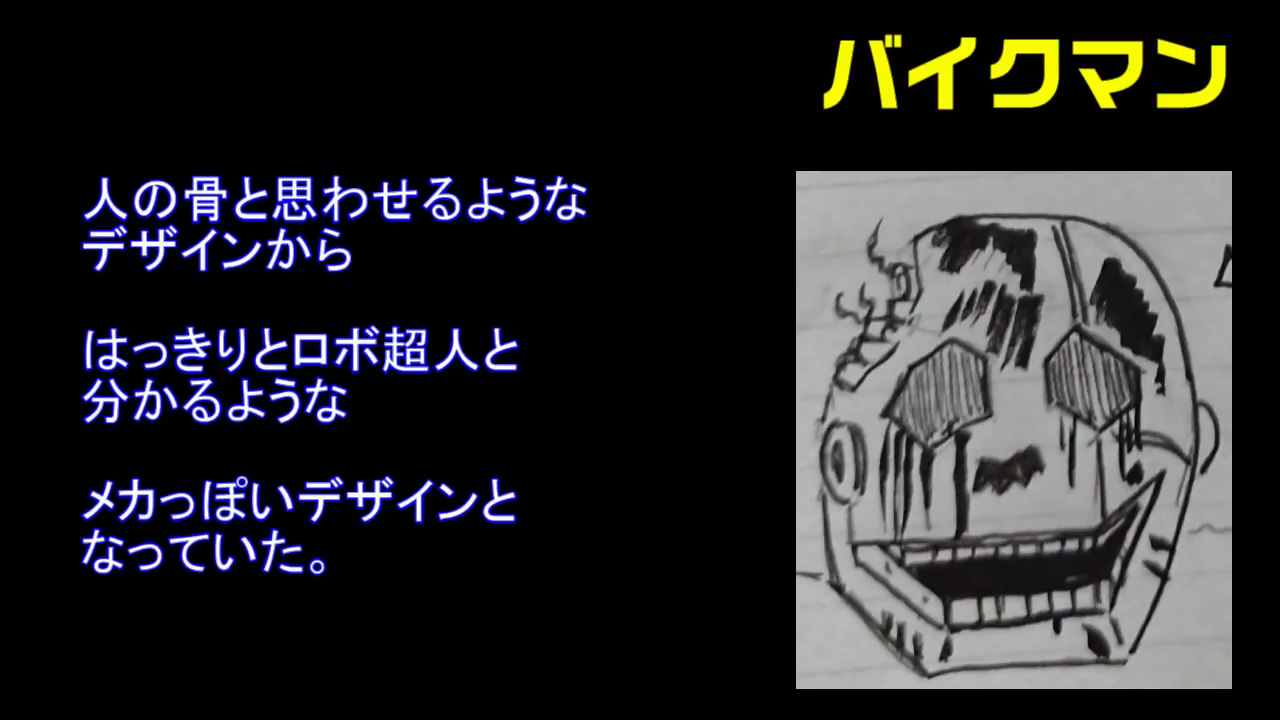 バイクマン
人の骨と思わせるような
デザインから
はっきりとロボ超人と
分かるような
メカっぽいデザインと
なっていた。